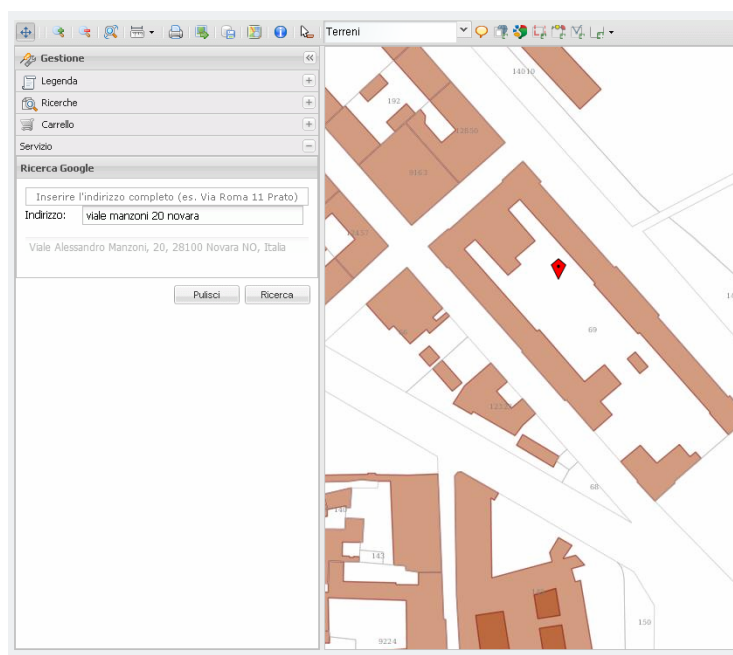 Terreni
Gestione
Legenda
Ricerche
Carrello
Servizio
Ricerca Google
Inserire l'indirizzo completo (es. Via Roma 11 Prato)
Indirizzo: viale manzoni 20 novara
Viale Alessandro Manzoni, 20, 28100 Novara NO, Italia
Pulisci Ricerca
14010
192
12850
9163
12457
69
68
143
150
9224